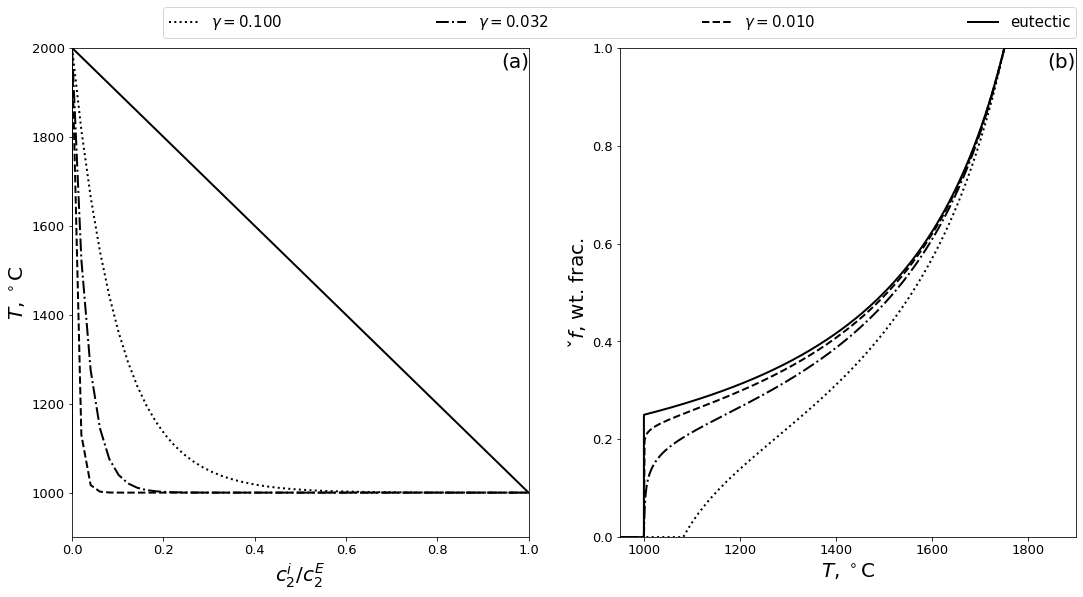 γ = 0.100 γ = 0.032 γ = 0.010 eutectic
(a)
2000
1800
1600
1400
1200
1000
T, °C
0.0 0.2 0.4 0.6 0.8 1.0
c₂ⁱ/c₂ᴱ
(b)
1.0
0.8
0.6
0.4
0.2
0.0
f̌, wt. frac.
1000 1200 1400 1600 1800
T, °C